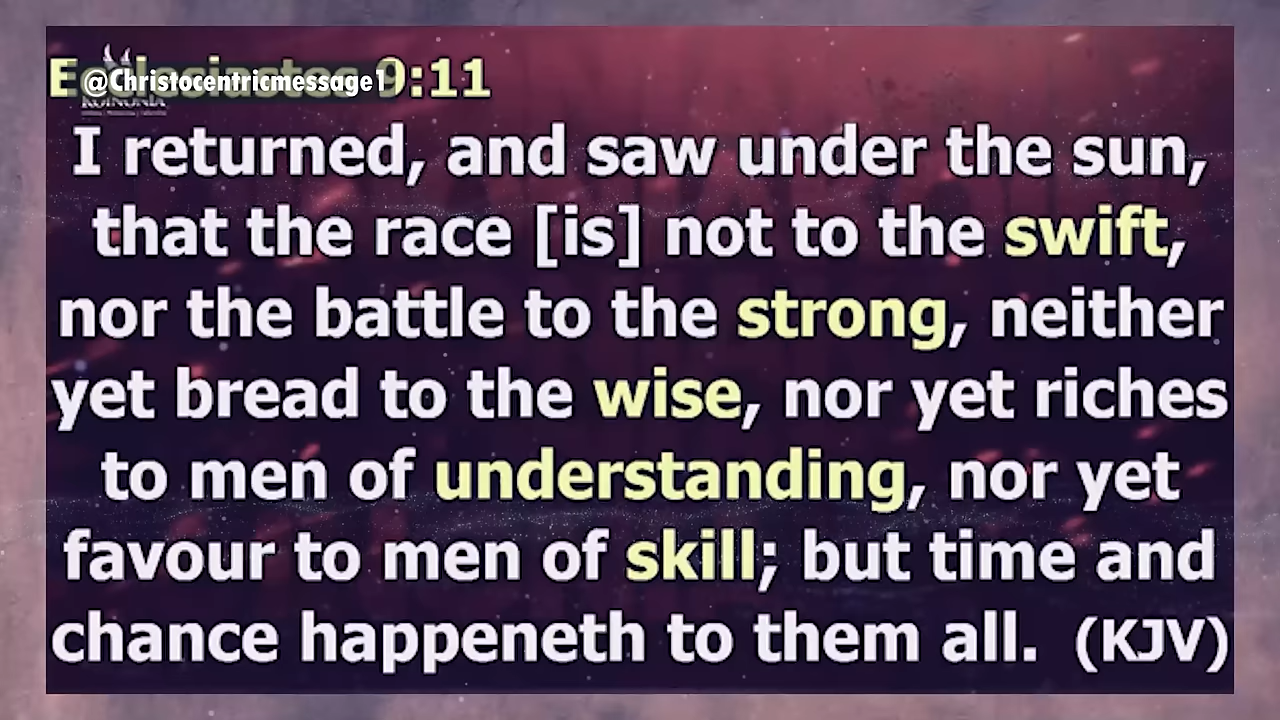 Ecclesiastes 9:11
@Christocentricmessage1
KOINONIA
I returned, and saw under the sun,
that the race [is] not to the swift,
nor the battle to the strong, neither
yet bread to the wise, nor yet riches
to men of understanding, nor yet
favour to men of skill; but time and
chance happeneth to them all. (KJV)